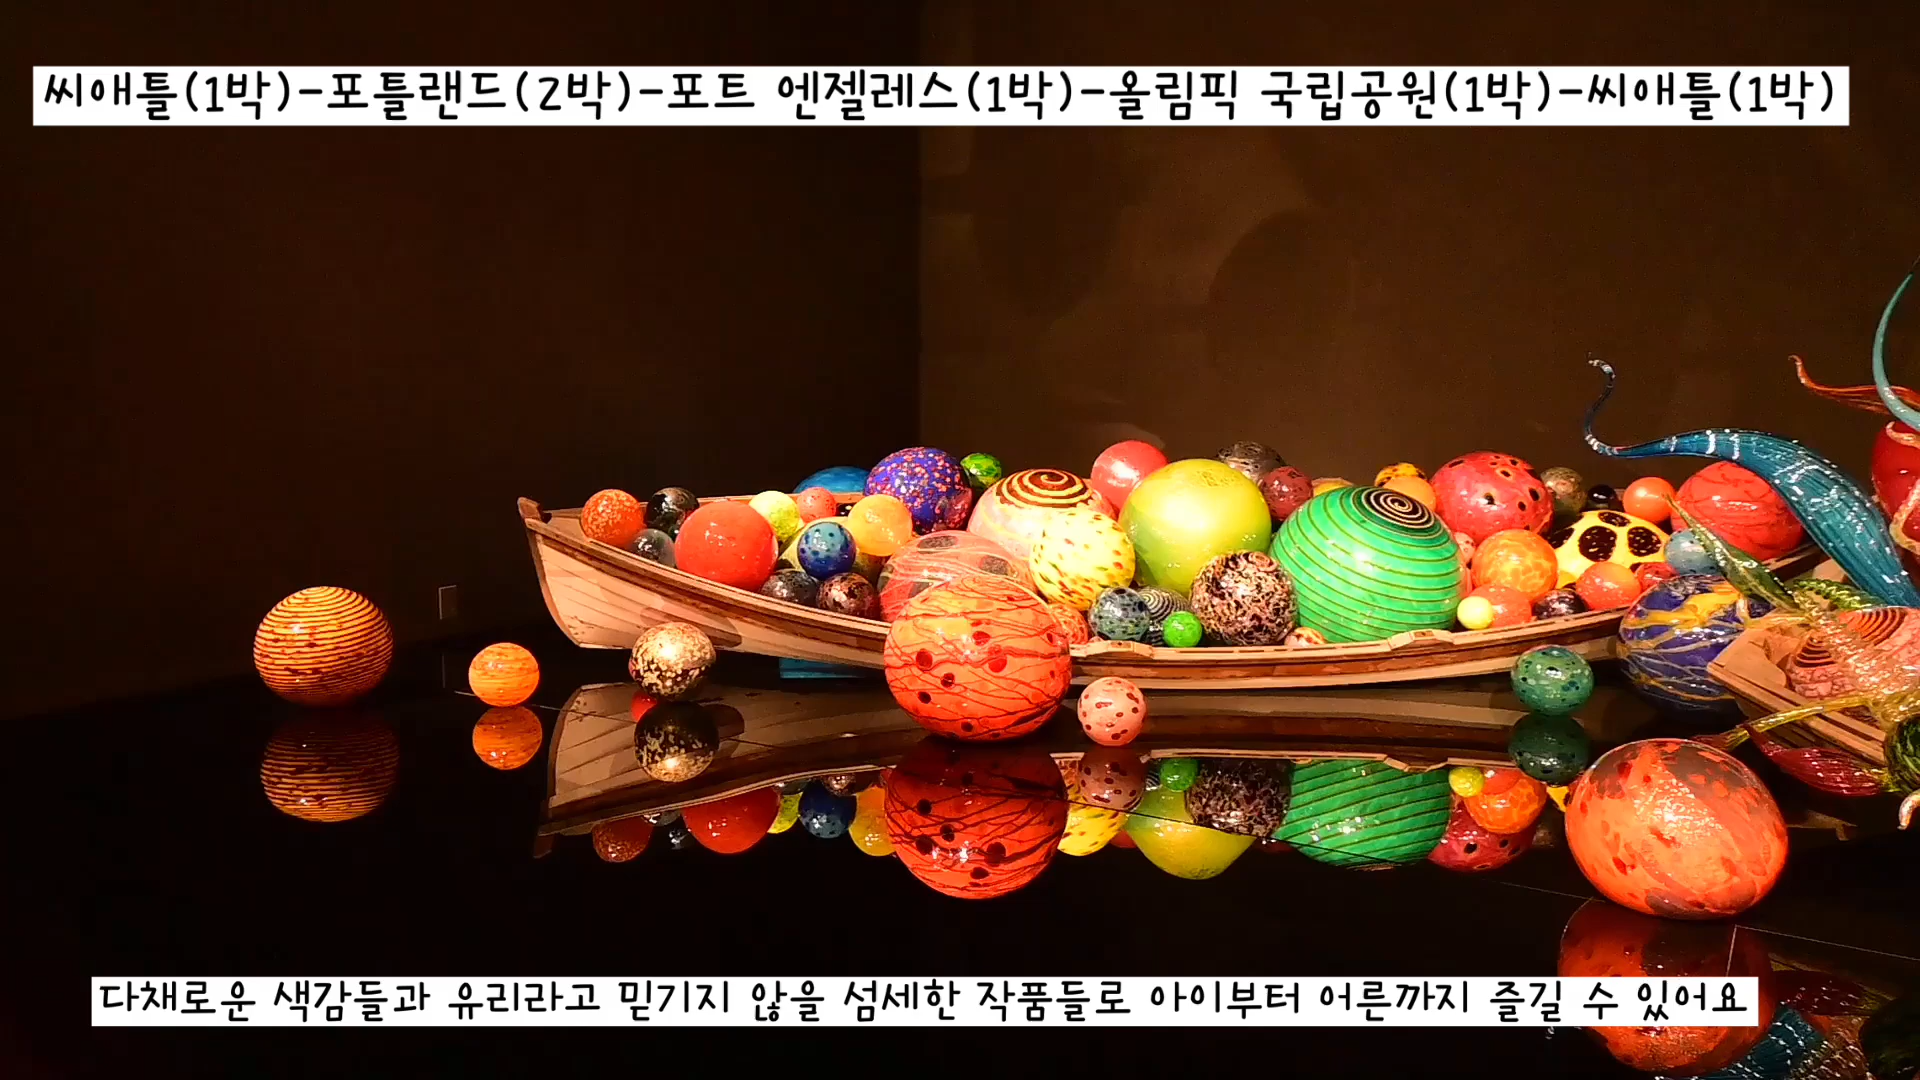 씨애틀(1박)-포틀랜드(2박)-포트 엔젤레스(1박)-올림픽 국립공원(1박)-씨애틀(1박)
다채로운 색감들과 유리라고 믿기지 않을 섬세한 작품들로 아이부터 어른까지 즐길 수 있어요